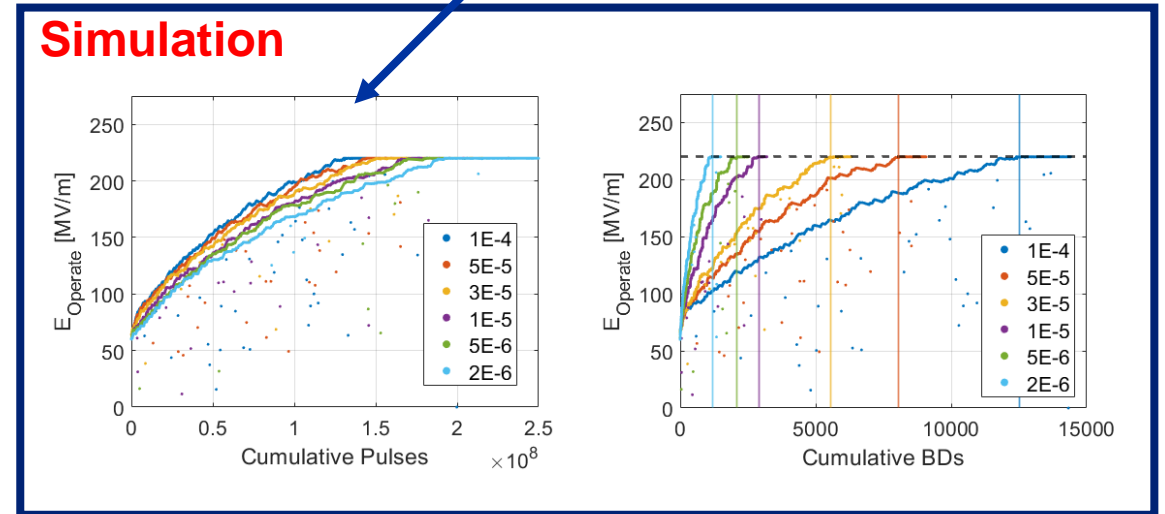 Simulation
250
200
150
100
50
0
E_Operate [MV/m]
1E-4
5E-5
3E-5
1E-5
5E-6
2E-6
0 0.5 1 1.5 2 2.5
Cumulative Pulses ×10^8
250
200
150
100
50
0
E_Operate [MV/m]
1E-4
5E-5
3E-5
1E-5
5E-6
2E-6
0 5000 10000 15000
Cumulative BDs